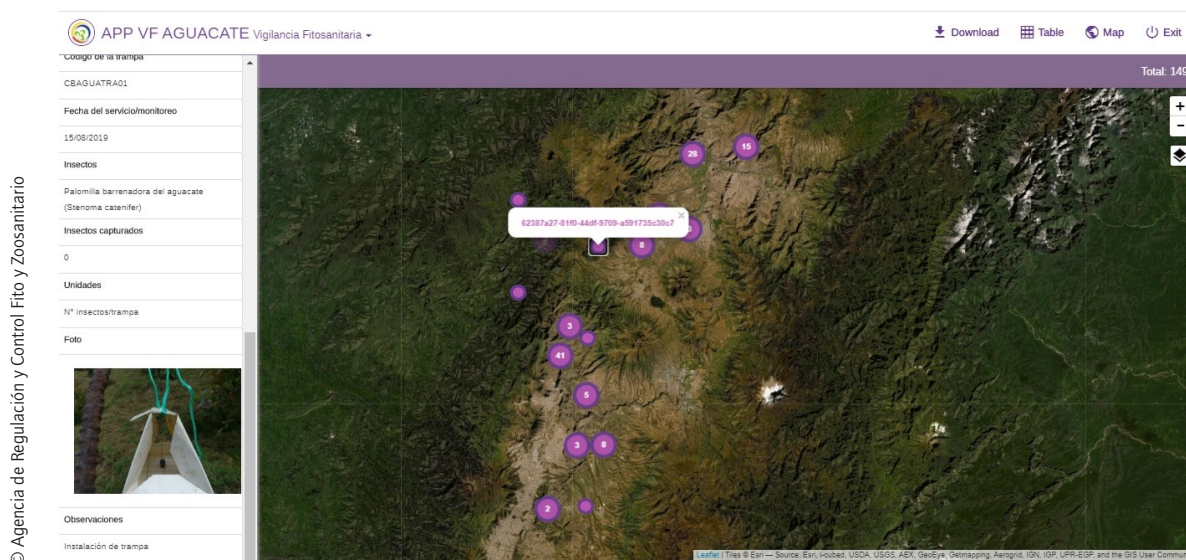 APP VF AGUACATE Vigilancia Fitosanitaria
Download
Table
Map
Exit
Código de la trampa
CBAGUATRA01
Fecha del servicio/monitoreo
15/08/2019
Insectos
Palomilla barrenadora del aguacate
(Stenoma catenifer)
Insectos capturados
0
Unidades
N° insectos/trampa
Foto
Observaciones
Instalación de trampa
Total: 149
+
−
28
15
62387a27-81f0-44df-9709-a591735c30c7
×
8
3
41
5
3
8
2
Leaflet | Tiles © Esri — Source: Esri, i-cubed, USDA, USGS, AEX, GeoEye, Getmapping, Aerogrid, IGN, IGP, UPR-EGP, and the GIS User Commun
© Agencia de Regulación y Control Fito y Zoosanitario